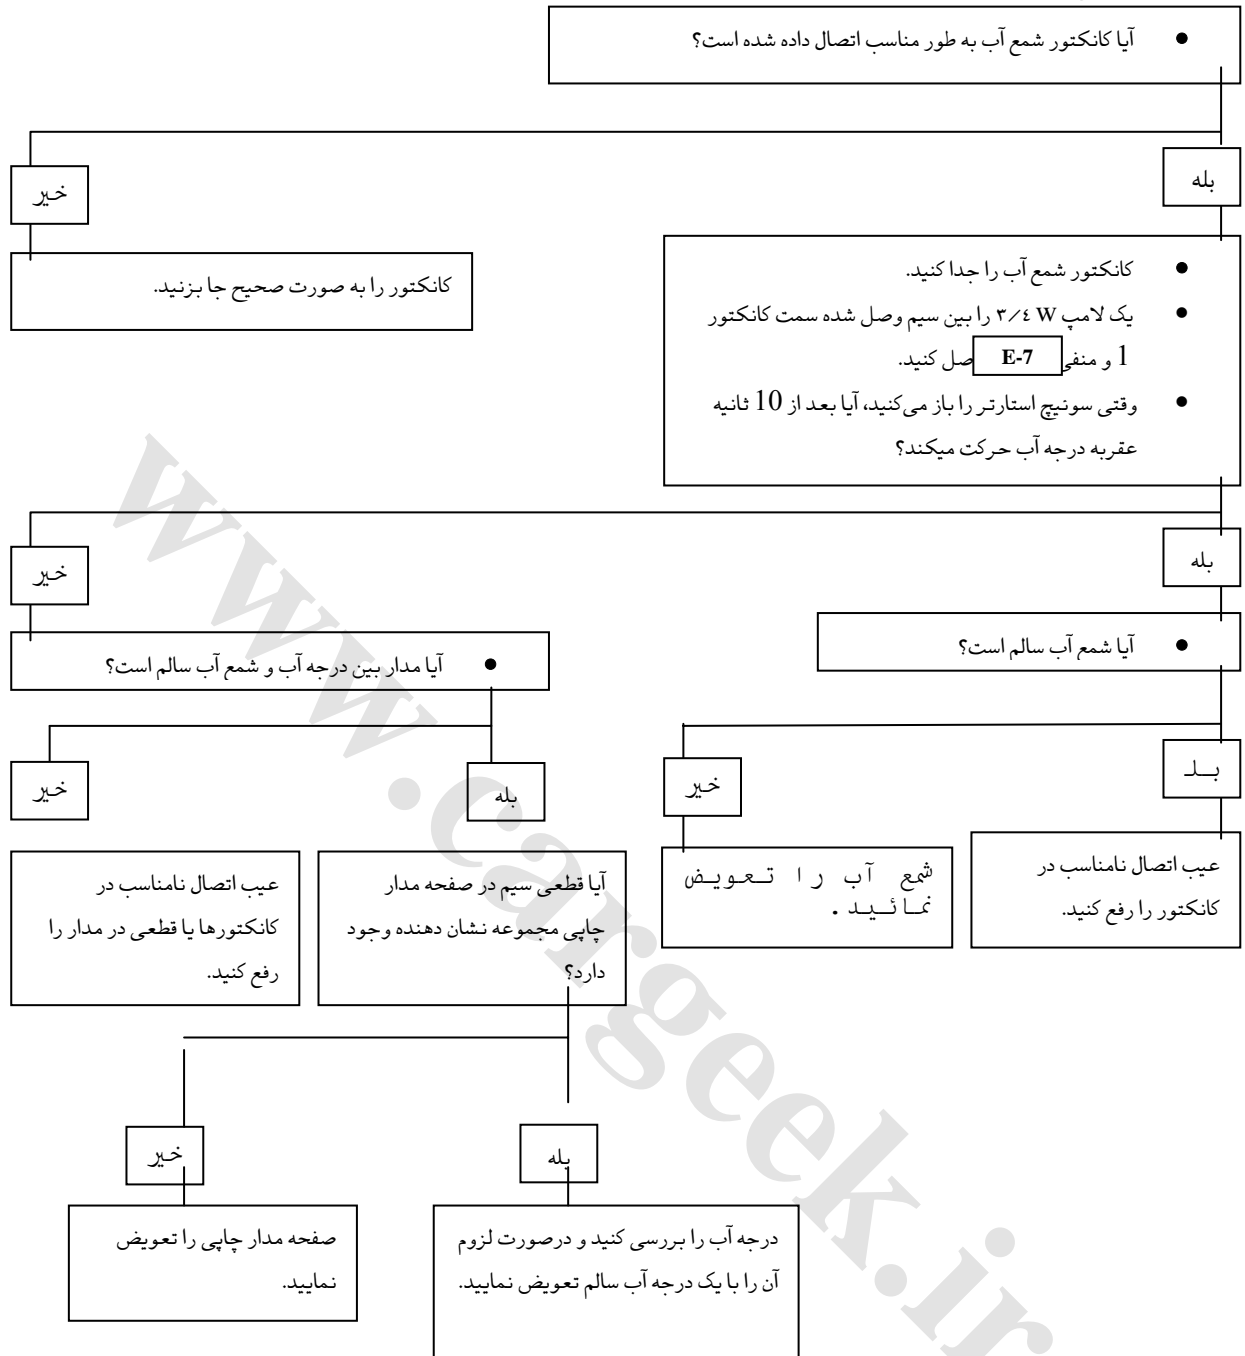 آیا کانکتور شمع آب به طور مناسب اتصال داده شده است؟
بله
خیر
کانکتور شمع آب را جدا کنید.
یک لامپ ٣/٤ W را بین سیم وصل شده سمت کانکتور
1 و منفی E-7 صل کنید.
وقتی سوئیچ استارتر را باز می‌کنید، آیا بعد از 10 ثانیه
عقربه درجه آب حرکت میکند؟
کانکتور را به صورت صحیح جا بزنید.
بله
خیر
آیا شمع آب سالم است؟
آیا مدار بین درجه آب و شمع آب سالم است؟
بلـ
خیر
بله
خیر
عیب اتصال نامناسب در
کانکتور را رفع کنید.
شمع آب را تعویض
نمائید.
آیا قطعی سیم در صفحه مدار
چاپی مجموعه نشان دهنده وجود
دارد؟
عیب اتصال نامناسب در
کانکتورها یا قطعی در مدار را
رفع کنید.
بله
خیر
درجه آب را بررسی کنید و درصورت لزوم
آن را با یک درجه آب سالم تعویض نمایید.
صفحه مدار چاپی را تعویض
نمایید.
www.cargeek.ir